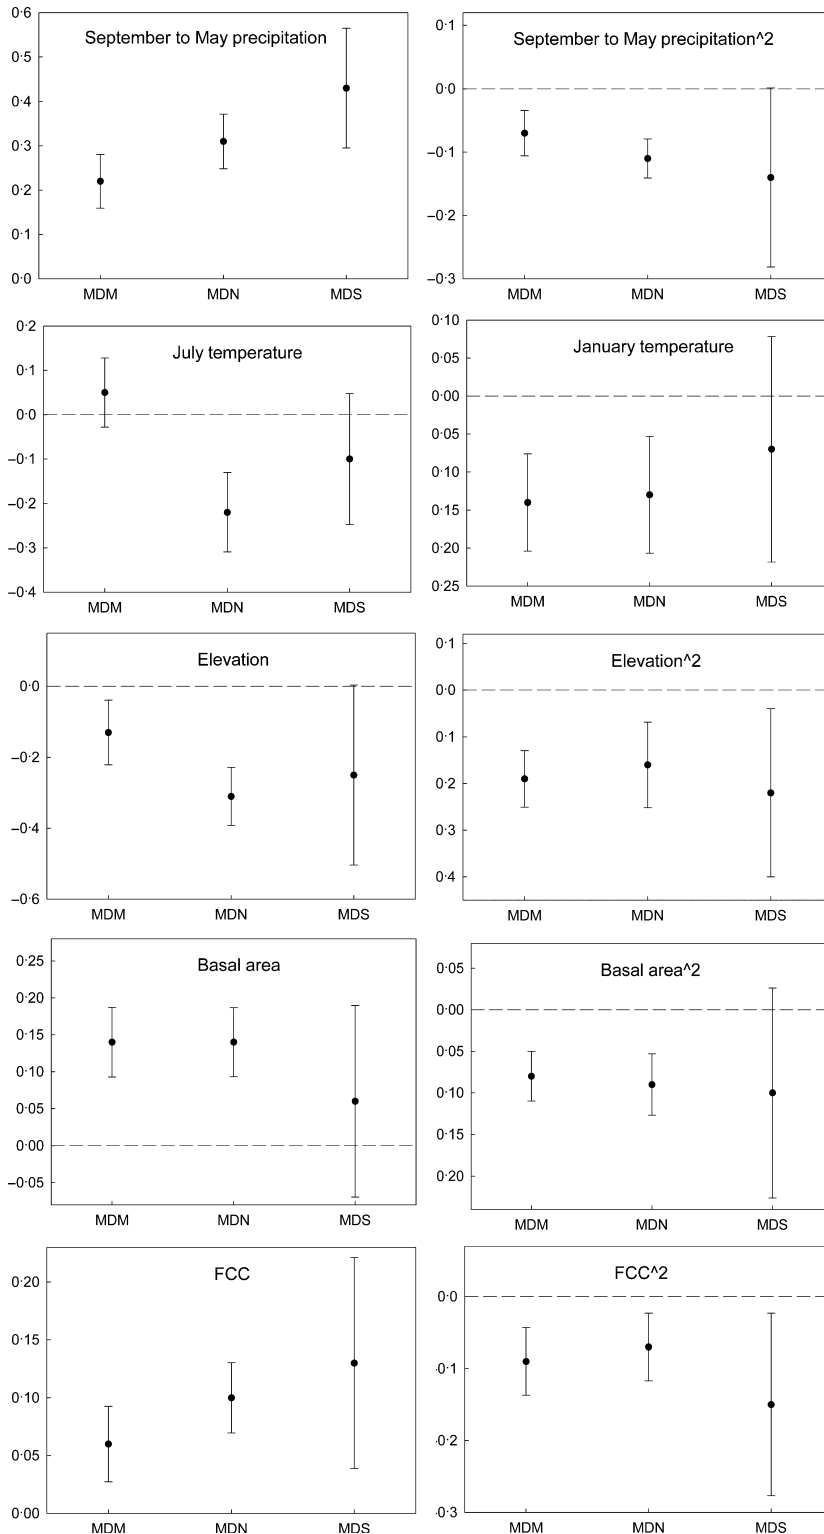 September to May precipitation
0·6
0·5
0·4
0·3
0·2
0·1
0·0
MDM MDN MDS
September to May precipitation^2
0·1
0·0
–0·1
–0·2
–0·3
MDM MDN MDS
July temperature
0·2
0·1
0·0
–0·1
–0·2
–0·3
–0·4
MDM MDN MDS
January temperature
0·10
0·05
0·00
0·05
0·10
0·15
0·20
0·25
MDM MDN MDS
Elevation
0·0
–0·2
–0·4
–0·6
MDM MDN MDS
Elevation^2
0·1
0·0
0·1
0·2
0·3
0·4
MDM MDN MDS
Basal area
0·25
0·20
0·15
0·10
0·05
0·00
–0·05
MDM MDN MDS
Basal area^2
0·05
0·00
0·05
0·10
0·15
0·20
MDM MDN MDS
FCC
0·20
0·15
0·10
0·05
0·00
MDM MDN MDS
FCC^2
0·0
0·1
0·2
0·3
MDM MDN MDS